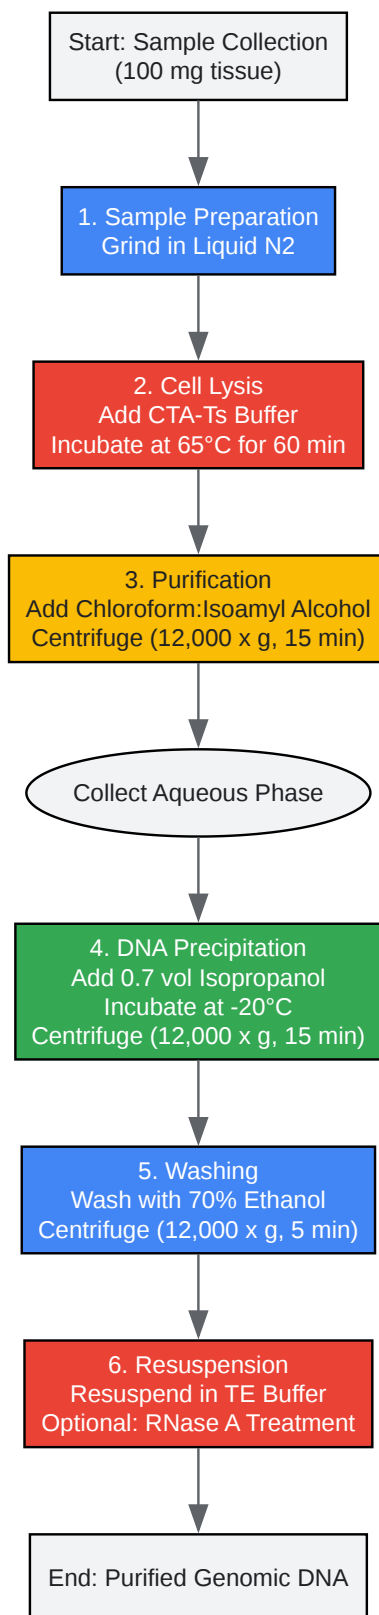 Start: Sample Collection
(100 mg tissue)
1. Sample Preparation
Grind in Liquid N2
2. Cell Lysis
Add CTA-Ts Buffer
Incubate at 65°C for 60 min
3. Purification
Add Chloroform:Isoamyl Alcohol
Centrifuge (12,000 x g, 15 min)
Collect Aqueous Phase
4. DNA Precipitation
Add 0.7 vol Isopropanol
Incubate at -20°C
Centrifuge (12,000 x g, 15 min)
5. Washing
Wash with 70% Ethanol
Centrifuge (12,000 x g, 5 min)
6. Resuspension
Resuspend in TE Buffer
Optional: RNase A Treatment
End: Purified Genomic DNA